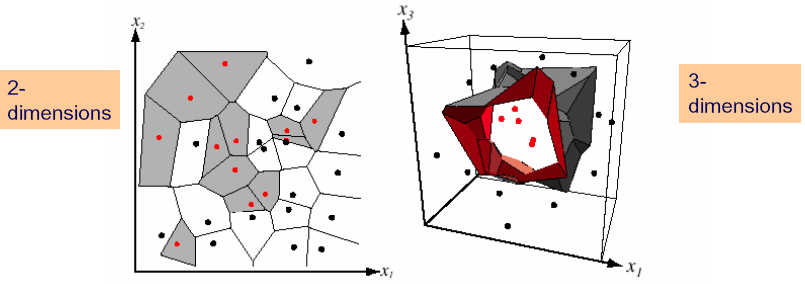 2-
dimensions
x2
x1
x3
x1
3-
dimensions